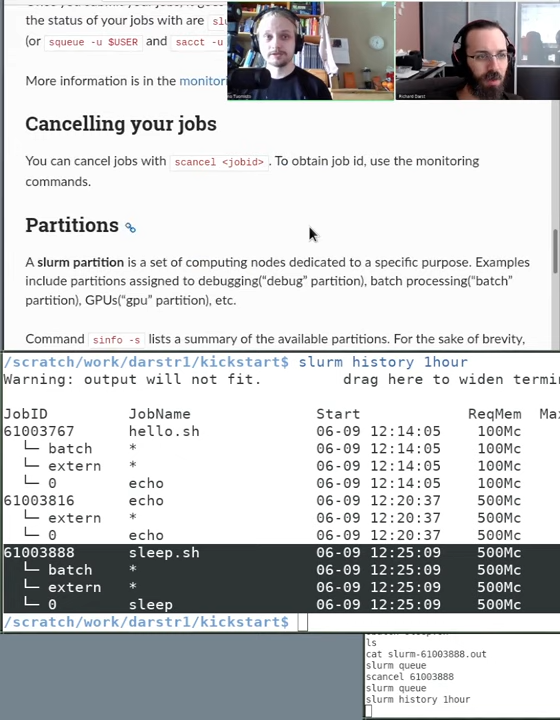 the status of your jobs with are
(or squeue -u $USER and sacct -u
More information is in the monitor
Richard Darst
Cancelling your jobs
You can cancel jobs with scancel <jobid>. To obtain job id, use the monitoring
commands.
Partitions
A slurm partition is a set of computing nodes dedicated to a specific purpose. Examples
include partitions assigned to debugging(“debug” partition), batch processing(“batch”
partition), GPUs(“gpu” partition), etc.
Command sinfo -s lists a summary of the available partitions. For the sake of brevity,
/scratch/work/darstr1/kickstart$ slurm history 1hour
Warning: output will not fit. drag here to widen termi
JobID JobName Start ReqMem Ma
61003767 hello.sh 06-09 12:14:05 100Mc
└─ batch * 06-09 12:14:05 100Mc
└─ extern * 06-09 12:14:05 100Mc
└─ 0 echo 06-09 12:14:05 100Mc
61003816 echo 06-09 12:20:37 500Mc
└─ extern * 06-09 12:20:37 500Mc
└─ 0 echo 06-09 12:20:37 500Mc
61003888 sleep.sh 06-09 12:25:09 500Mc
└─ batch * 06-09 12:25:09 500Mc
└─ extern * 06-09 12:25:09 500Mc
└─ 0 sleep 06-09 12:25:09 500Mc
/scratch/work/darstr1/kickstart$
ls
cat slurm-61003888.out
slurm queue
scancel 61003888
slurm queue
slurm history 1hour